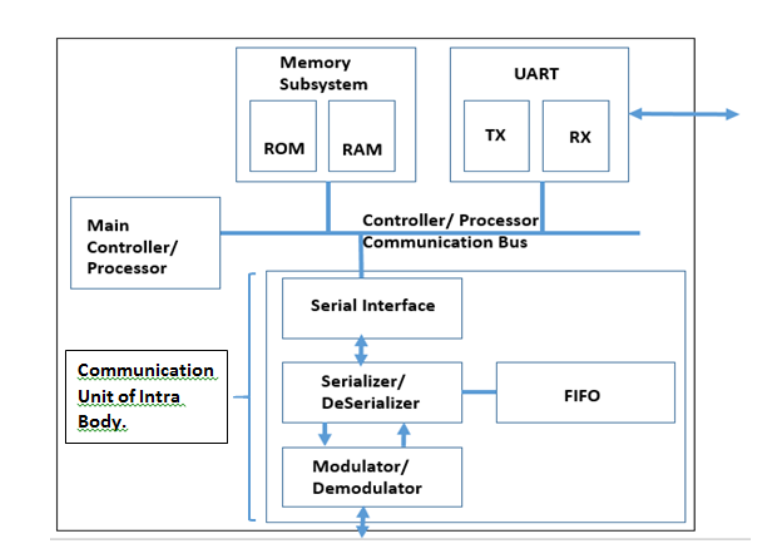 Memory
Subsystem
ROM
RAM
UART
TX
RX
Main
Controller/
Processor
Controller/ Processor
Communication Bus
Serial Interface
Communication
Unit of Intra
Body.
Serializer/
DeSerializer
FIFO
Modulator/
Demodulator